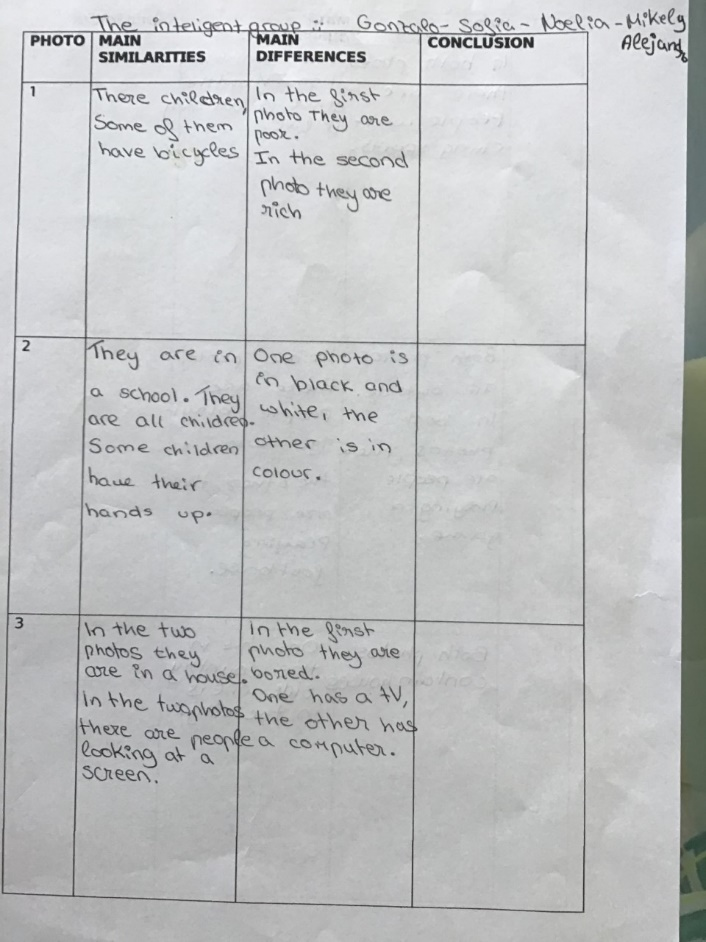 The inteligent group :: Gonzalo - Sofia - Noelia - Mikely
Alejandro
PHOTO
MAIN
SIMILARITIES
MAIN
DIFFERENCES
CONCLUSION
1
There children,
Some of them
have bicycles
In the first
photo They are
poor.
In the second
photo they are
rich
2
They are in
a school. They
are all children.
Some children
have their
hands up.
One photo is
in black and
white, the
other is in
colour.
3
In the two
photos they
are in a house.
In the two photos
there are people
looking at a
screen.
In the first
photo they are
bored.
One has a tV,
the other has
a computer.